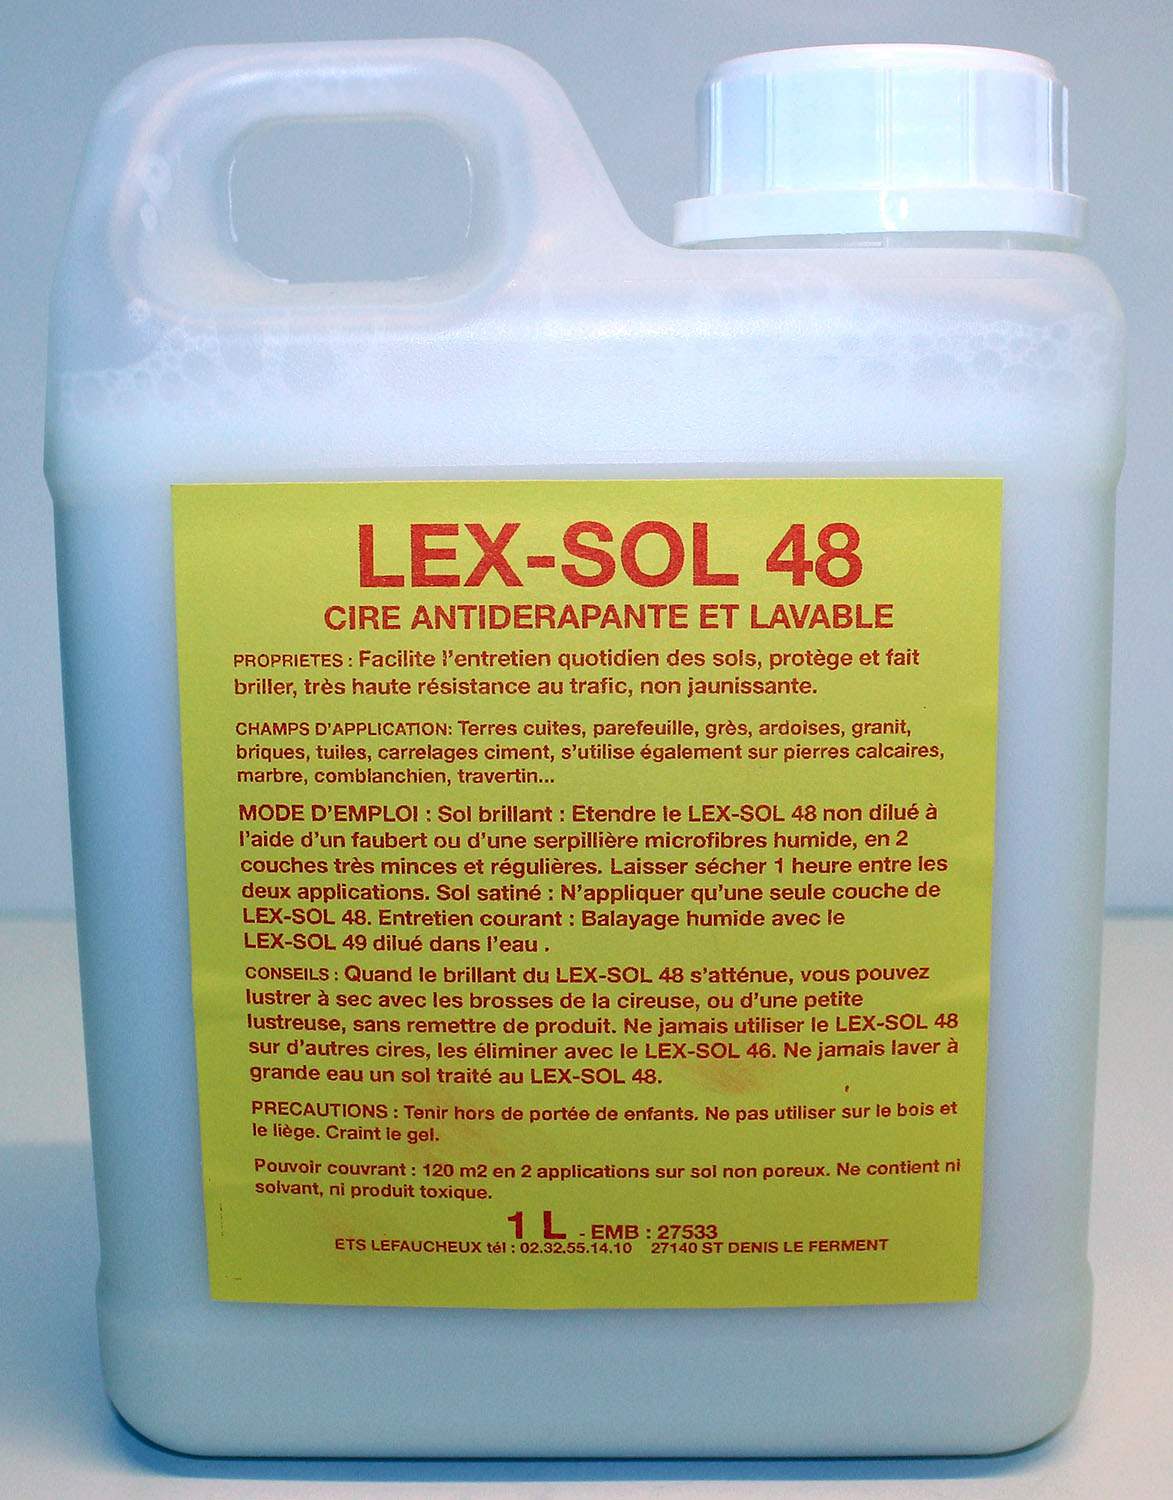 LEX-SOL 48
CIRE ANTIDERAPANTE ET LAVABLE
PROPRIETES : Facilite l'entretien quotidien des sols, protège et fait
briller, très haute résistance au trafic, non jaunissante.
CHAMPS D'APPLICATION: Terres cuites, parefeuille, grès, ardoises, granit,
briques, tuiles, carrelages ciment, s'utilise également sur pierres calcaires,
marbre, comblanchien, travertin...
MODE D'EMPLOI : Sol brillant : Etendre le LEX-SOL 48 non dilué à
l'aide d'un faubert ou d'une serpillière microfibres humide, en 2
couches très minces et régulières. Laisser sécher 1 heure entre les
deux applications. Sol satiné : N'appliquer qu'une seule couche de
LEX-SOL 48. Entretien courant : Balayage humide avec le
LEX-SOL 49 dilué dans l'eau .
CONSEILS : Quand le brillant du LEX-SOL 48 s'atténue, vous pouvez
lustrer à sec avec les brosses de la cireuse, ou d'une petite
lustreuse, sans remettre de produit. Ne jamais utiliser le LEX-SOL 48
sur d'autres cires, les éliminer avec le LEX-SOL 46. Ne jamais laver à
grande eau un sol traité au LEX-SOL 48.
PRECAUTIONS : Tenir hors de portée de enfants. Ne pas utiliser sur le bois et
le liège. Craint le gel.
Pouvoir couvrant : 120 m2 en 2 applications sur sol non poreux. Ne contient ni
solvant, ni produit toxique.
1 L - EMB : 27533
ETS LEFAUCHEUX tél : 02.32.55.14.10 27140 ST DENIS LE FERMENT